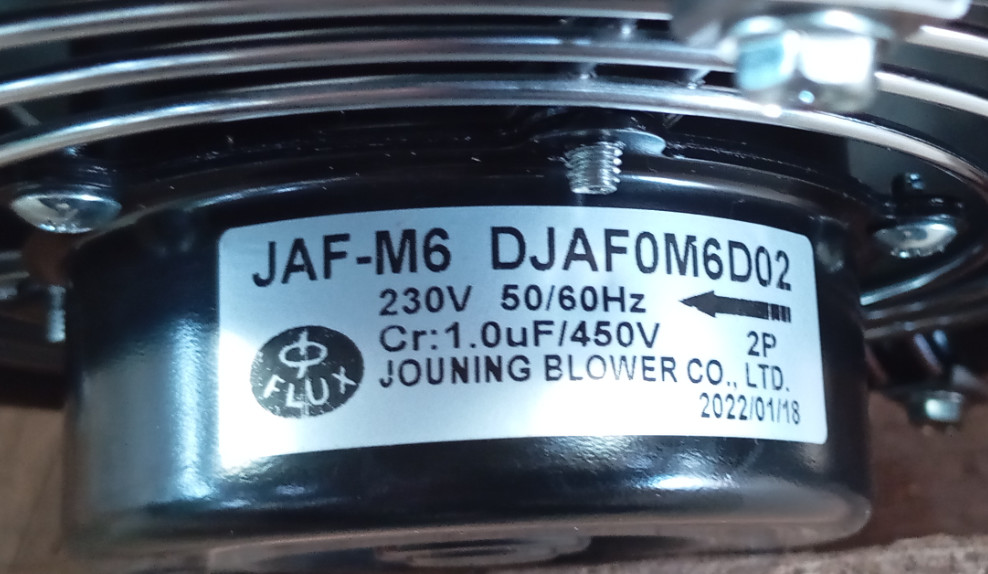 JAF-M6 DJAF0M6D02
230V 50/60Hz
Cr:1.0uF/450V 2P
FLUX
JOUNING BLOWER CO., LTD.
2022/01/18